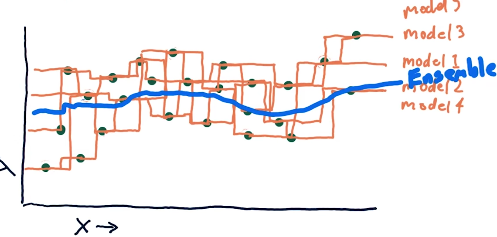 model 3
model 1
Ensemble
model 2
model 4
X →